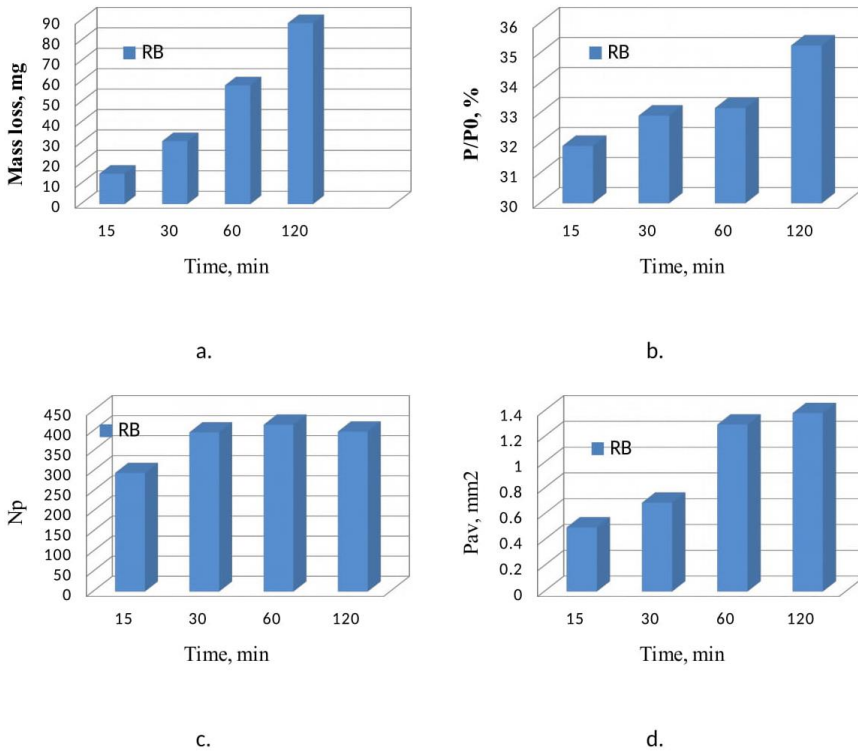 90
80
70
60
50
40
30
20
10
0
Mass loss, mg
RB
15 30 60 120
Time, min
a.
36
35
34
33
32
31
30
P/P0, %
RB
15 30 60 120
Time, min
b.
450
400
350
300
250
200
150
100
50
0
Np
RB
15 30 60 120
Time, min
c.
1.4
1.2
1
0.8
0.6
0.4
0.2
0
Pav, mm2
RB
15 30 60 120
Time, min
d.